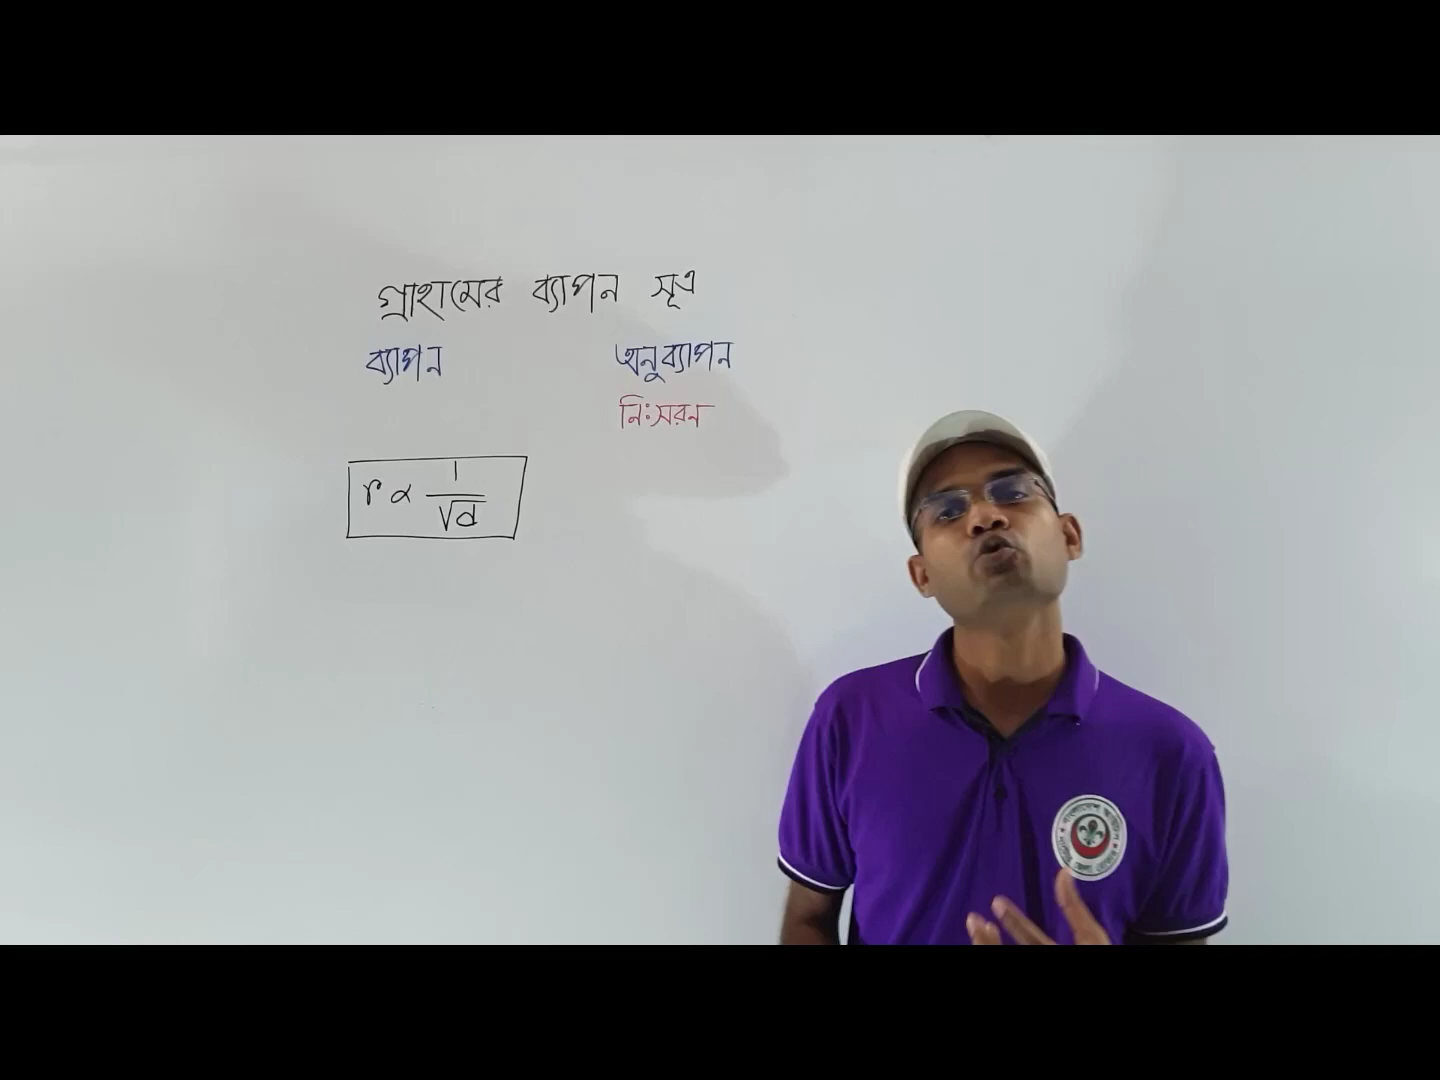 গ্রাহামের ব্যাপন সূত্র
ব্যাপন অনুব্যাপন
নিঃসরন
r ∝ 1/√d